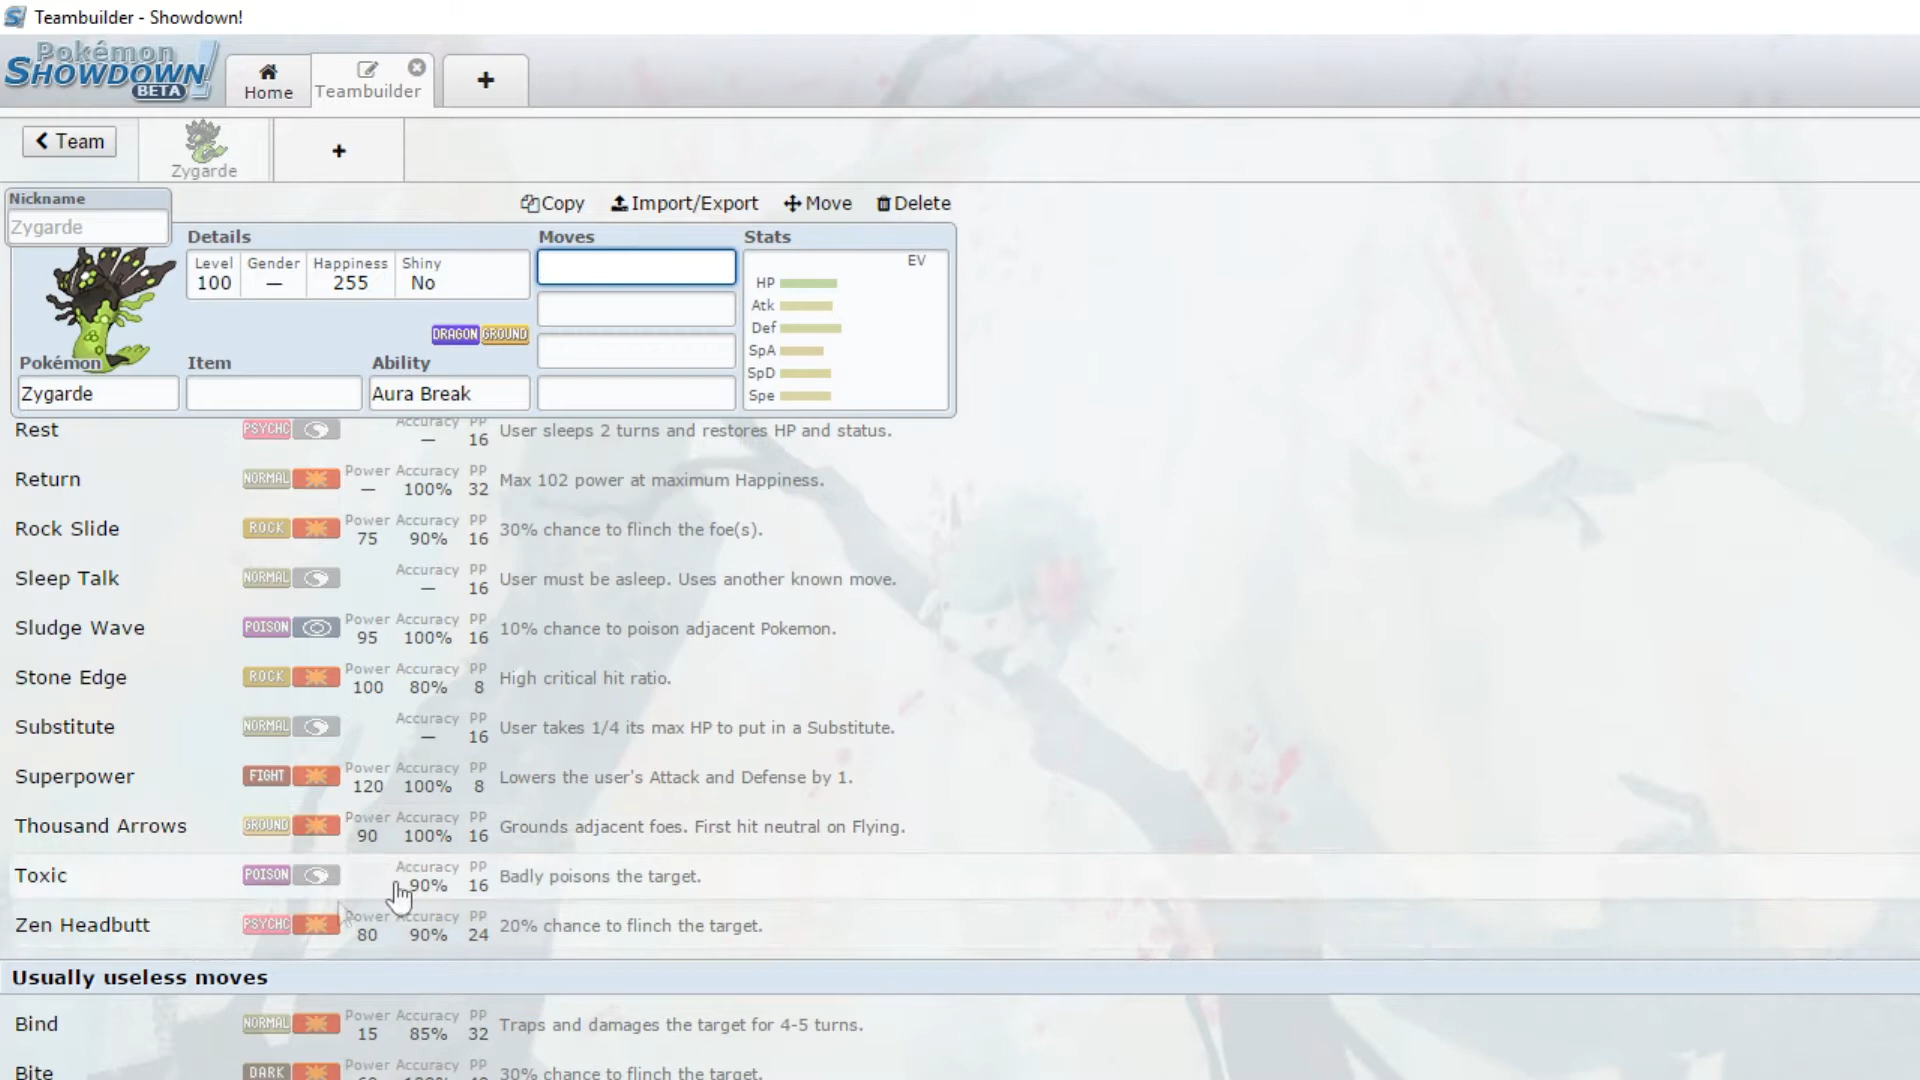 Teambuilder - Showdown!
Pokémon
SHOWDOWN!
BETA
Home
Teambuilder
+
Team
Zygarde
+
Nickname
Zygarde
Copy Import/Export Move Delete
Details Moves Stats
Level Gender Happiness Shiny
100 — 255 No
EV
HP
Atk
Def
SpA
SpD
Spe
DRAGON GROUND
Pokémon Item Ability
Zygarde Aura Break
Rest PSYCHC Accuracy — PP 16 User sleeps 2 turns and restores HP and status.
Return NORMAL Power — Accuracy 100% PP 32 Max 102 power at maximum Happiness.
Rock Slide ROCK Power 75 Accuracy 90% PP 16 30% chance to flinch the foe(s).
Sleep Talk NORMAL Accuracy — PP 16 User must be asleep. Uses another known move.
Sludge Wave POISON Power 95 Accuracy 100% PP 16 10% chance to poison adjacent Pokemon.
Stone Edge ROCK Power 100 Accuracy 80% PP 8 High critical hit ratio.
Substitute NORMAL Accuracy — PP 16 User takes 1/4 its max HP to put in a Substitute.
Superpower FIGHT Power 120 Accuracy 100% PP 8 Lowers the user's Attack and Defense by 1.
Thousand Arrows GROUND Power 90 Accuracy 100% PP 16 Grounds adjacent foes. First hit neutral on Flying.
Toxic POISON Accuracy 90% PP 16 Badly poisons the target.
Zen Headbutt PSYCHC Power 80 Accuracy 90% PP 24 20% chance to flinch the target.
Usually useless moves
Bind NORMAL Power 15 Accuracy 85% PP 32 Traps and damages the target for 4-5 turns.
Bite DARK Power Accuracy PP 30% chance to flinch the target.